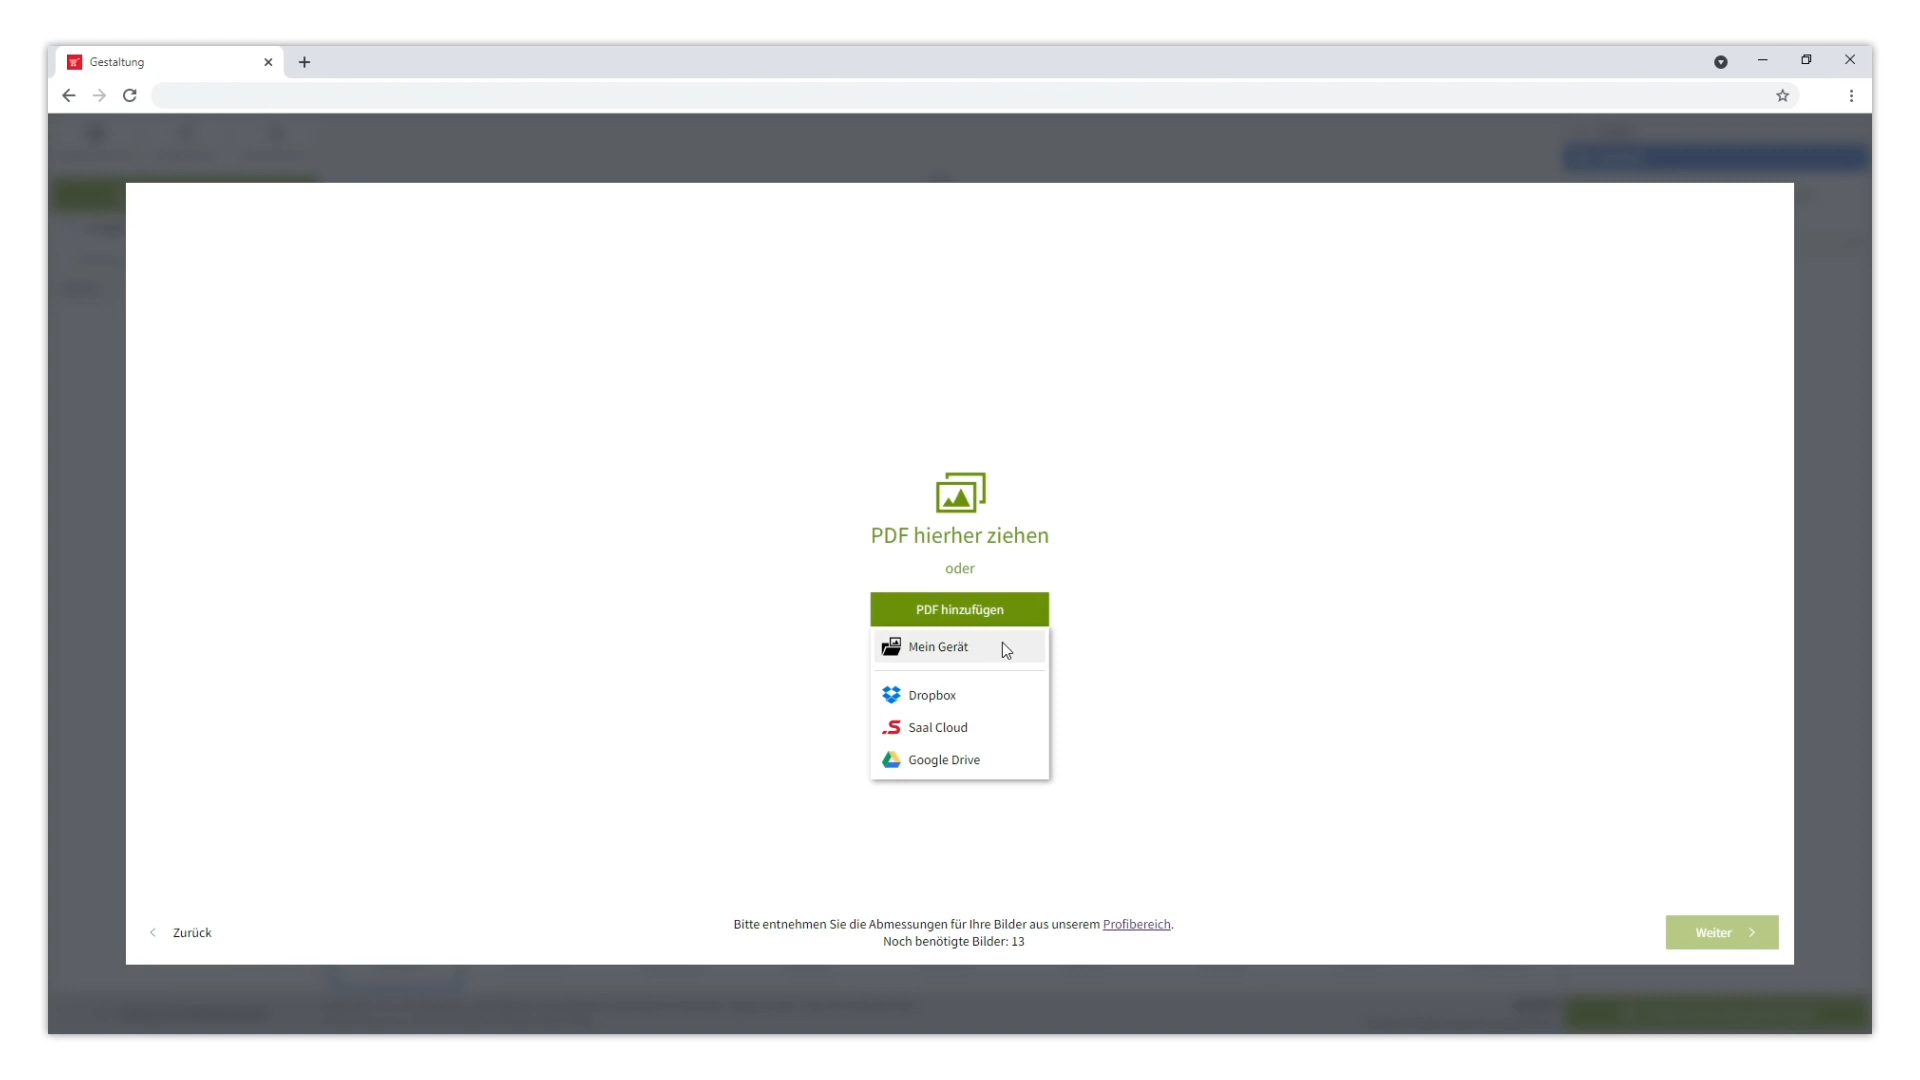 Gestaltung
PDF hierher ziehen
oder
PDF hinzufügen
Mein Gerät
Dropbox
Saal Cloud
Google Drive
Zurück
Bitte entnehmen Sie die Abmessungen für Ihre Bilder aus unserem Profibereich.
Noch benötigte Bilder: 13
Weiter